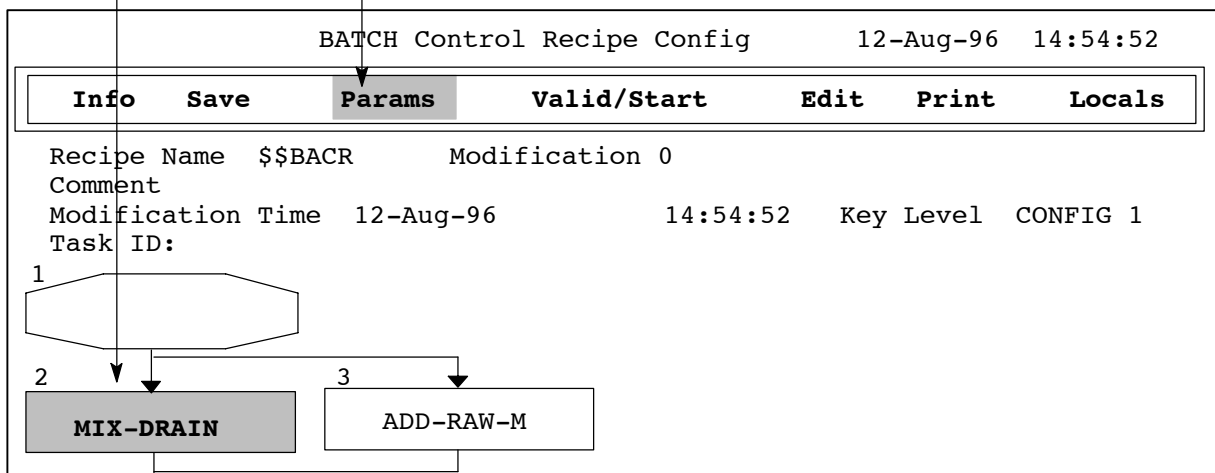 BATCH Control Recipe Config 12-Aug-96 14:54:52
Info Save Params Valid/Start Edit Print Locals
Recipe Name $$BACR Modification 0
Comment
Modification Time 12-Aug-96 14:54:52 Key Level CONFIG 1
Task ID:
1
2 3
MIX-DRAIN ADD-RAW-M